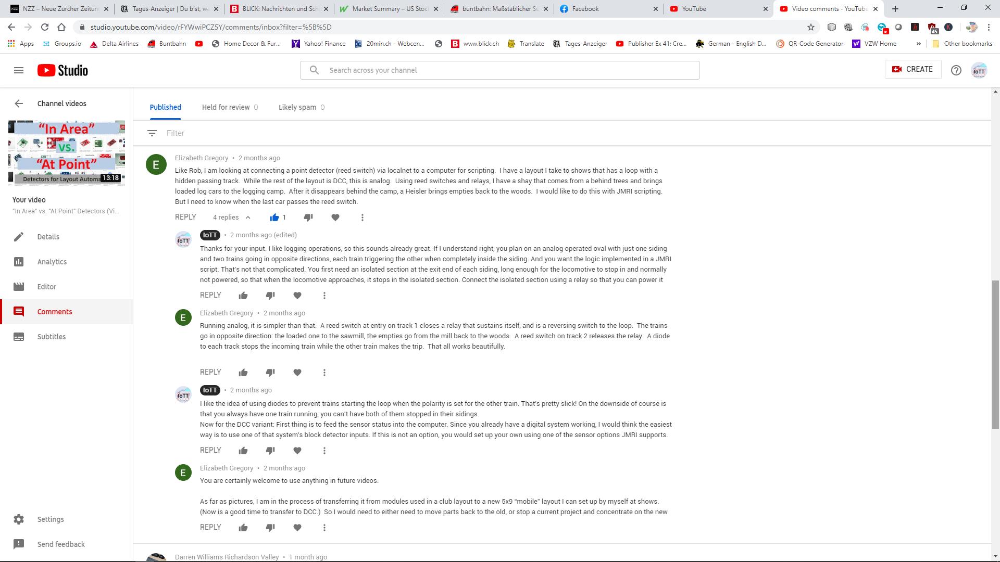 NZZ – Neue Zürcher Zeitun
Tages-Anzeiger | Du bist, wa
BLICK: Nachrichten und Sch
Market Summary – US Stoc
buntbahn: Maßstäblicher Se
Facebook
YouTube
Video comments - YouTube
studio.youtube.com/video/rFYWwiPCZ5Y/comments/inbox?filter=%5B%5D
45
Apps
Groups.io
Delta Airlines
Buntbahn
Home Decor & Fur...
Yahoo! Finance
20min.ch - Webcen...
www.blick.ch
Translate
Tages-Anzeiger
Publisher Ex 41: Cre...
German - English D...
QR-Code Generator
VZW Home
»
Other bookmarks
Studio
Search across your channel
CREATE
IoTT
Channel videos
"In Area"
vs.
"At Point"
Detectors for Layout Automa
13:18
Your video
"In Area" vs. "At Point" Detectors (Vi...
Details
Analytics
Editor
Comments
Subtitles
Settings
Send feedback
Published
Held for review 0
Likely spam 0
Filter
E
Elizabeth Gregory • 2 months ago
Like Rob, I am looking at connecting a point detector (reed switch) via localnet to a computer for scripting. I have a layout I take to shows that has a loop with a
hidden passing track. While the rest of the layout is DCC, this is analog. Using reed switches and relays, I have a shay that comes from a behind trees and brings
loaded log cars to the logging camp. After it disappears behind the camp, a Heisler brings empties back to the woods. I would like to do this with JMRI scripting.
But I need to know when the last car passes the reed switch.
REPLY 4 replies 1
IoTT
IoTT • 2 months ago (edited)
Thanks for your input. I like logging operations, so this sounds already great. If I understand right, you plan on an analog operated oval with just one siding
and two trains going in opposite directions, each train triggering the other when completely inside the siding. And you want the logic implemented in a JMRI
script. That's not that complicated. You first need an isolated section at the exit end of each siding, long enough for the locomotive to stop in and normally
not powered, so that when the locomotive approaches, it stops in the isolated section. Connect the isolated section using a relay so that you can power it
REPLY
E
Elizabeth Gregory • 2 months ago
Running analog, it is simpler than that. A reed switch at entry on track 1 closes a relay that sustains itself, and is a reversing switch to the loop. The trains
go in opposite direction: the loaded one to the sawmill, the empties go from the mill back to the woods. A reed switch on track 2 releases the relay. A diode
to each track stops the incoming train while the other train makes the trip. That all works beautifully.
REPLY
IoTT
IoTT • 2 months ago
I like the idea of using diodes to prevent trains starting the loop when the polarity is set for the other train. That's pretty slick! On the downside of course is
that you always have one train running, you can't have both of them stopped in their sidings.
Now for the DCC variant: First thing is to feed the sensor status into the computer. Since you already have a digital system working, I would think the easiest
way is to use one of that system's block detector inputs. If this is not an option, you would set up your own using one of the sensor options JMRI supports.
REPLY
E
Elizabeth Gregory • 2 months ago
You are certainly welcome to use anything in future videos.
As far as pictures, I am in the process of transferring it from modules used in a club layout to a new 5x9 “mobile” layout I can set up by myself at shows.
(Now is a good time to transfer to DCC.) So I would need to either need to move parts back to the old, or stop a current project and concentrate on the new
REPLY
Darren Williams Richardson Valley • 1 month ago